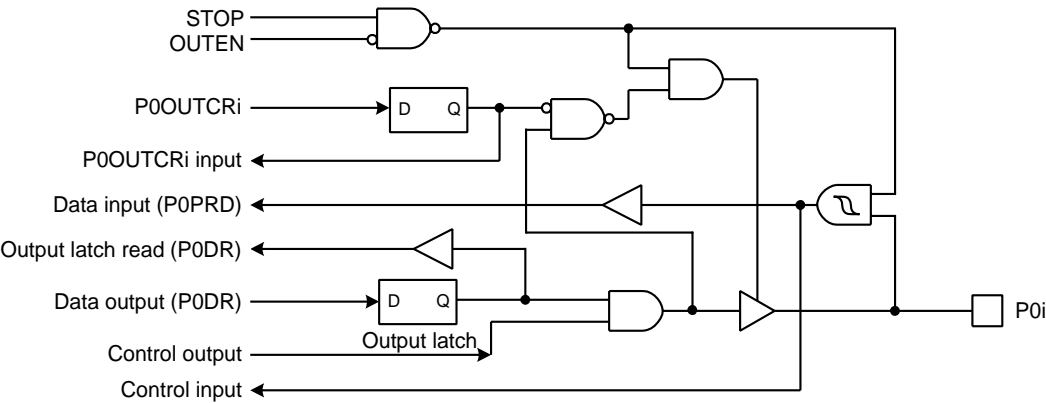 STOP
OUTEN
P0OUTCRi
D Q
P0OUTCRi input
Data input (P0PRD)
Output latch read (P0DR)
Data output (P0DR)
D Q
P0i
Output latch
Control output
Control input